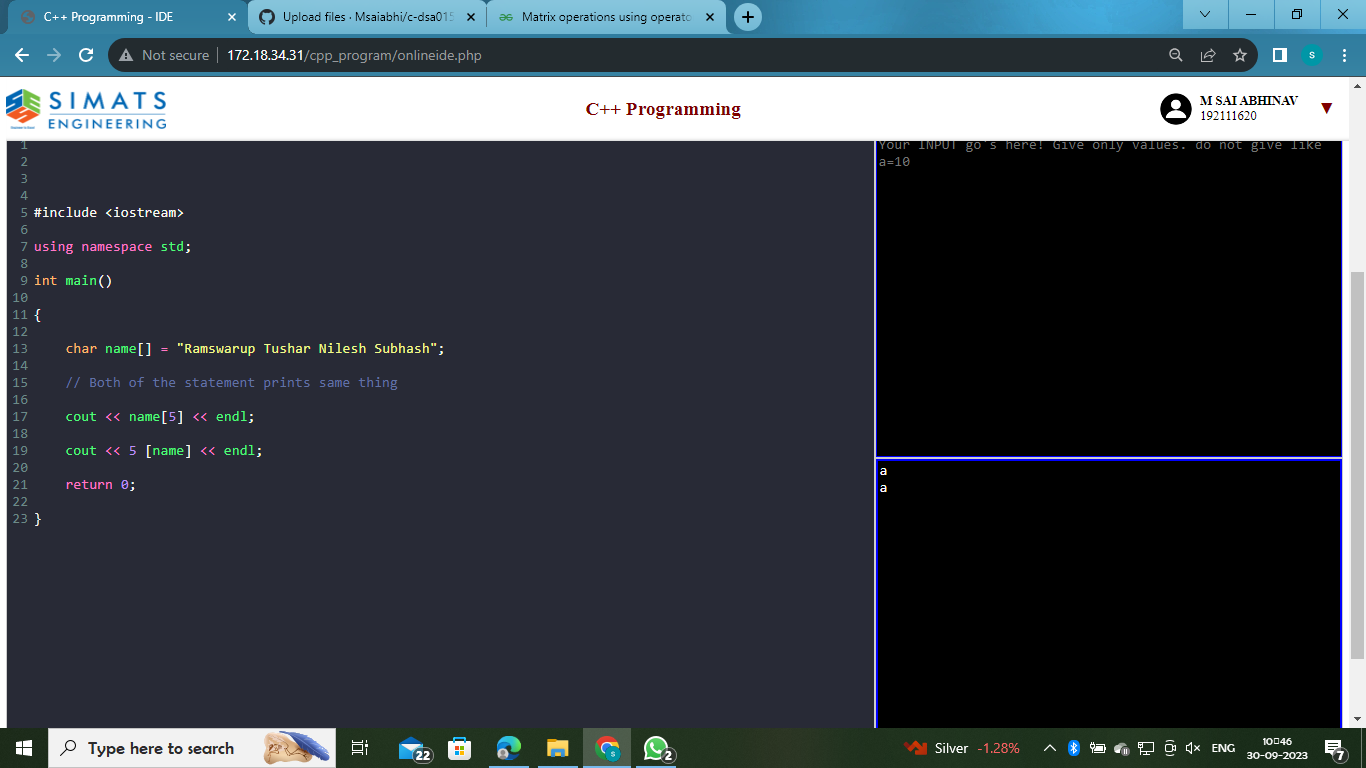 C++ Programming - IDE
Upload files · Msaiabhi/c-dsa015
Matrix operations using operato
Not secure
172.18.34.31/cpp_program/onlineide.php
S
SIMATS
ENGINEERING
C++ Programming
M SAI ABHINAV
192111620
1
2
3
4
5 #include <iostream>
6
7 using namespace std;
8
9 int main()
10
11 {
12
13 char name[] = "Ramswarup Tushar Nilesh Subhash";
14
15 // Both of the statement prints same thing
16
17 cout << name[5] << endl;
18
19 cout << 5 [name] << endl;
20
21 return 0;
22
23 }
Your INPUT go's here! Give only values. do not give like
a=10
a
a
Type here to search
22
S
2
Silver -1.28%
ENG
10:46
30-09-2023
7